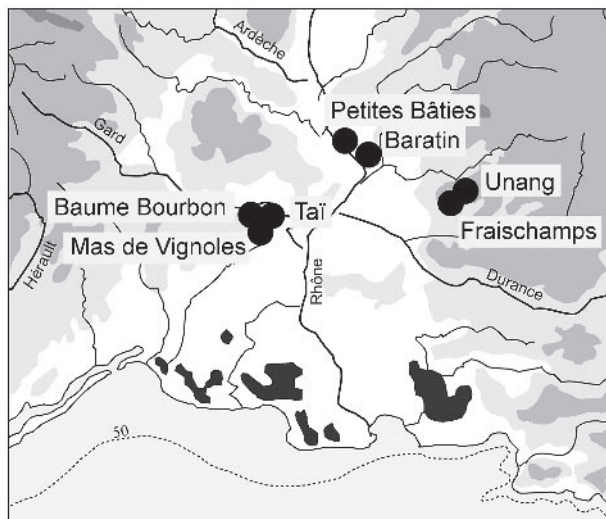 Ardèche
Petites Bâties
Baratin
Gard
Unang
Baume Bourbon
Taï
Mas de Vignoles
Fraischamps
Hérault
Rhône
Durance
50